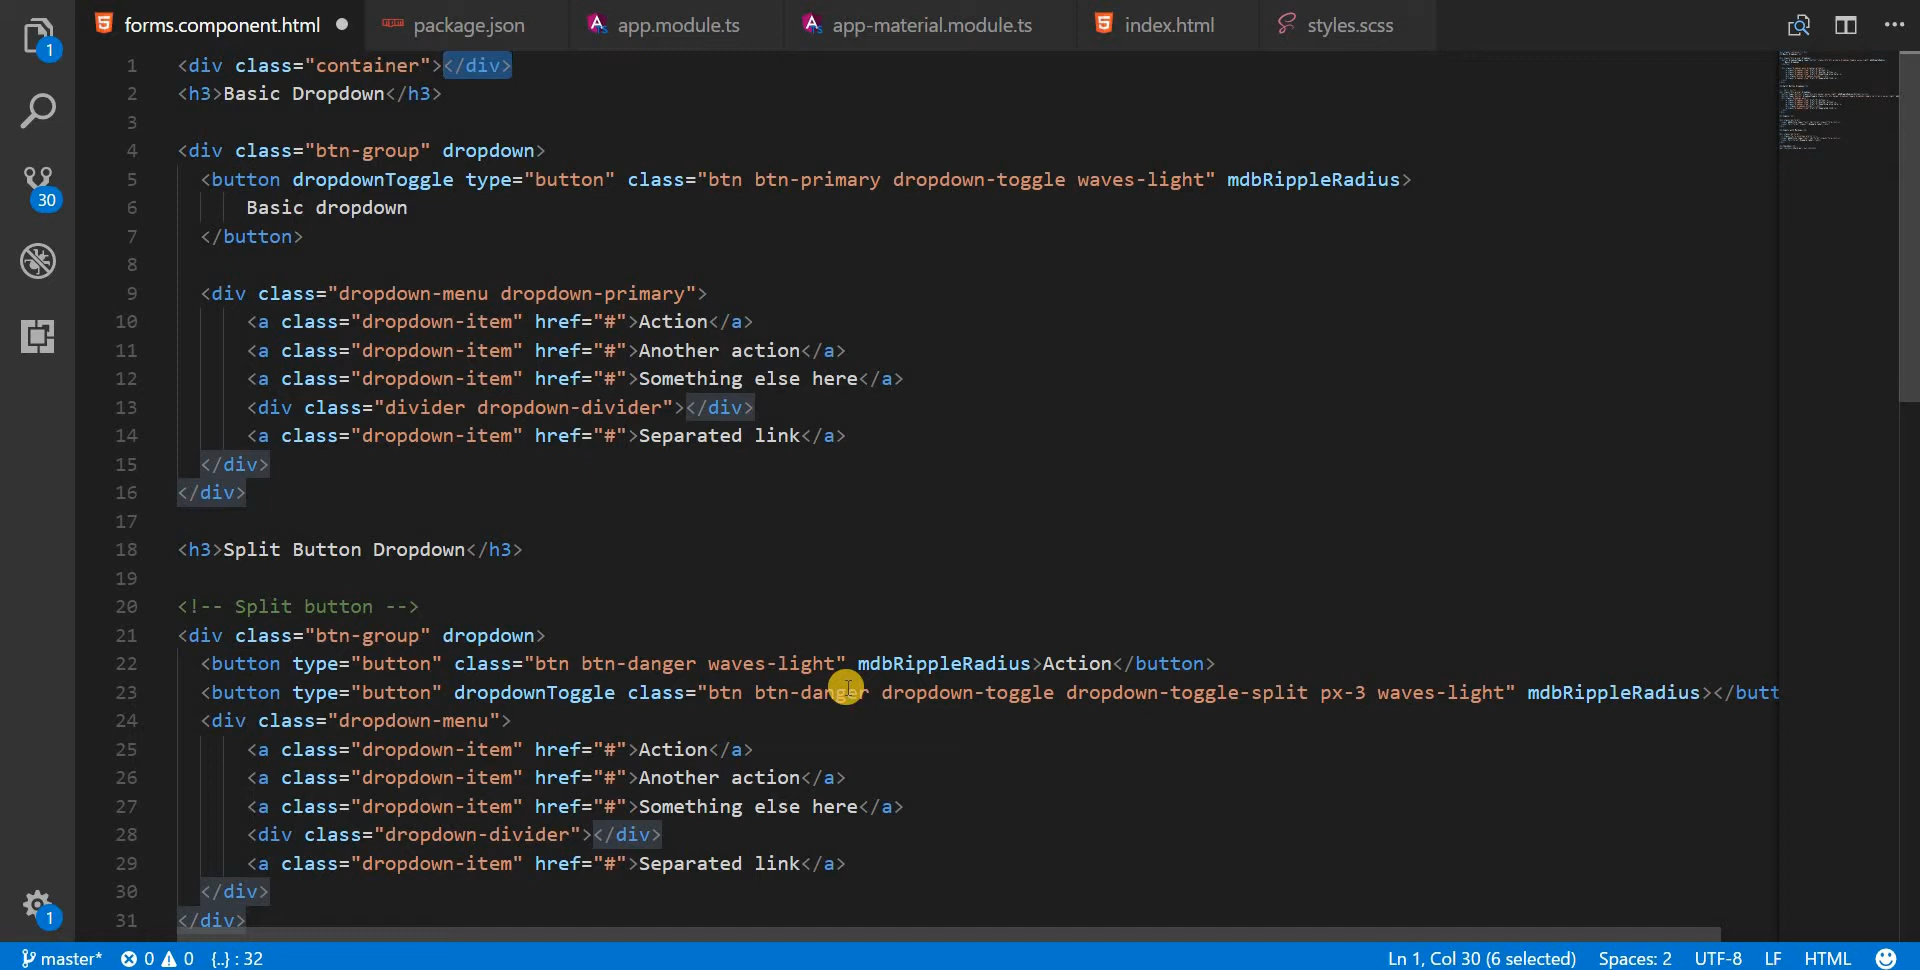 forms.component.html package.json app.module.ts app-material.module.ts index.html styles.scss
1
30
1
1 <div class="container"></div>
2 <h3>Basic Dropdown</h3>
3
4 <div class="btn-group" dropdown>
5 <button dropdownToggle type="button" class="btn btn-primary dropdown-toggle waves-light" mdbRippleRadius>
6 Basic dropdown
7 </button>
8
9 <div class="dropdown-menu dropdown-primary">
10 <a class="dropdown-item" href="#">Action</a>
11 <a class="dropdown-item" href="#">Another action</a>
12 <a class="dropdown-item" href="#">Something else here</a>
13 <div class="divider dropdown-divider"></div>
14 <a class="dropdown-item" href="#">Separated link</a>
15 </div>
16 </div>
17
18 <h3>Split Button Dropdown</h3>
19
20 <!-- Split button -->
21 <div class="btn-group" dropdown>
22 <button type="button" class="btn btn-danger waves-light" mdbRippleRadius>Action</button>
23 <button type="button" dropdownToggle class="btn btn-danger dropdown-toggle dropdown-toggle-split px-3 waves-light" mdbRippleRadius></butt
24 <div class="dropdown-menu">
25 <a class="dropdown-item" href="#">Action</a>
26 <a class="dropdown-item" href="#">Another action</a>
27 <a class="dropdown-item" href="#">Something else here</a>
28 <div class="dropdown-divider"></div>
29 <a class="dropdown-item" href="#">Separated link</a>
30 </div>
31 </div>
master* 0 0 {..} : 32 Ln 1, Col 30 (6 selected) Spaces: 2 UTF-8 LF HTML